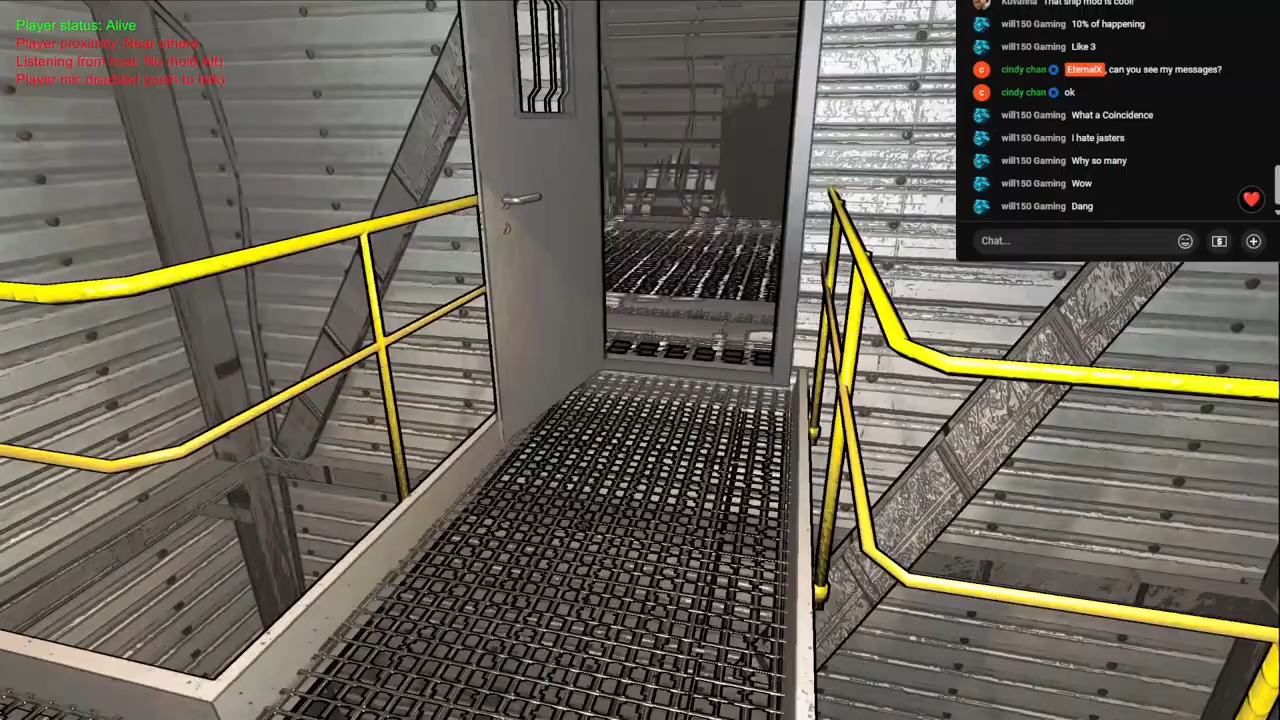 Player status: Alive
Player proximity: Near others
Listening from host: No (hold Alt)
Player mic disabled (push to talk)
Kuvanna That ship mod is cool!
will150 Gaming 10% of happening
will150 Gaming Like 3
C cindy chan EternalX, can you see my messages?
C cindy chan ok
will150 Gaming What a Coincidence
will150 Gaming I hate jasters
will150 Gaming Why so many
will150 Gaming Wow
will150 Gaming Dang
Chat...